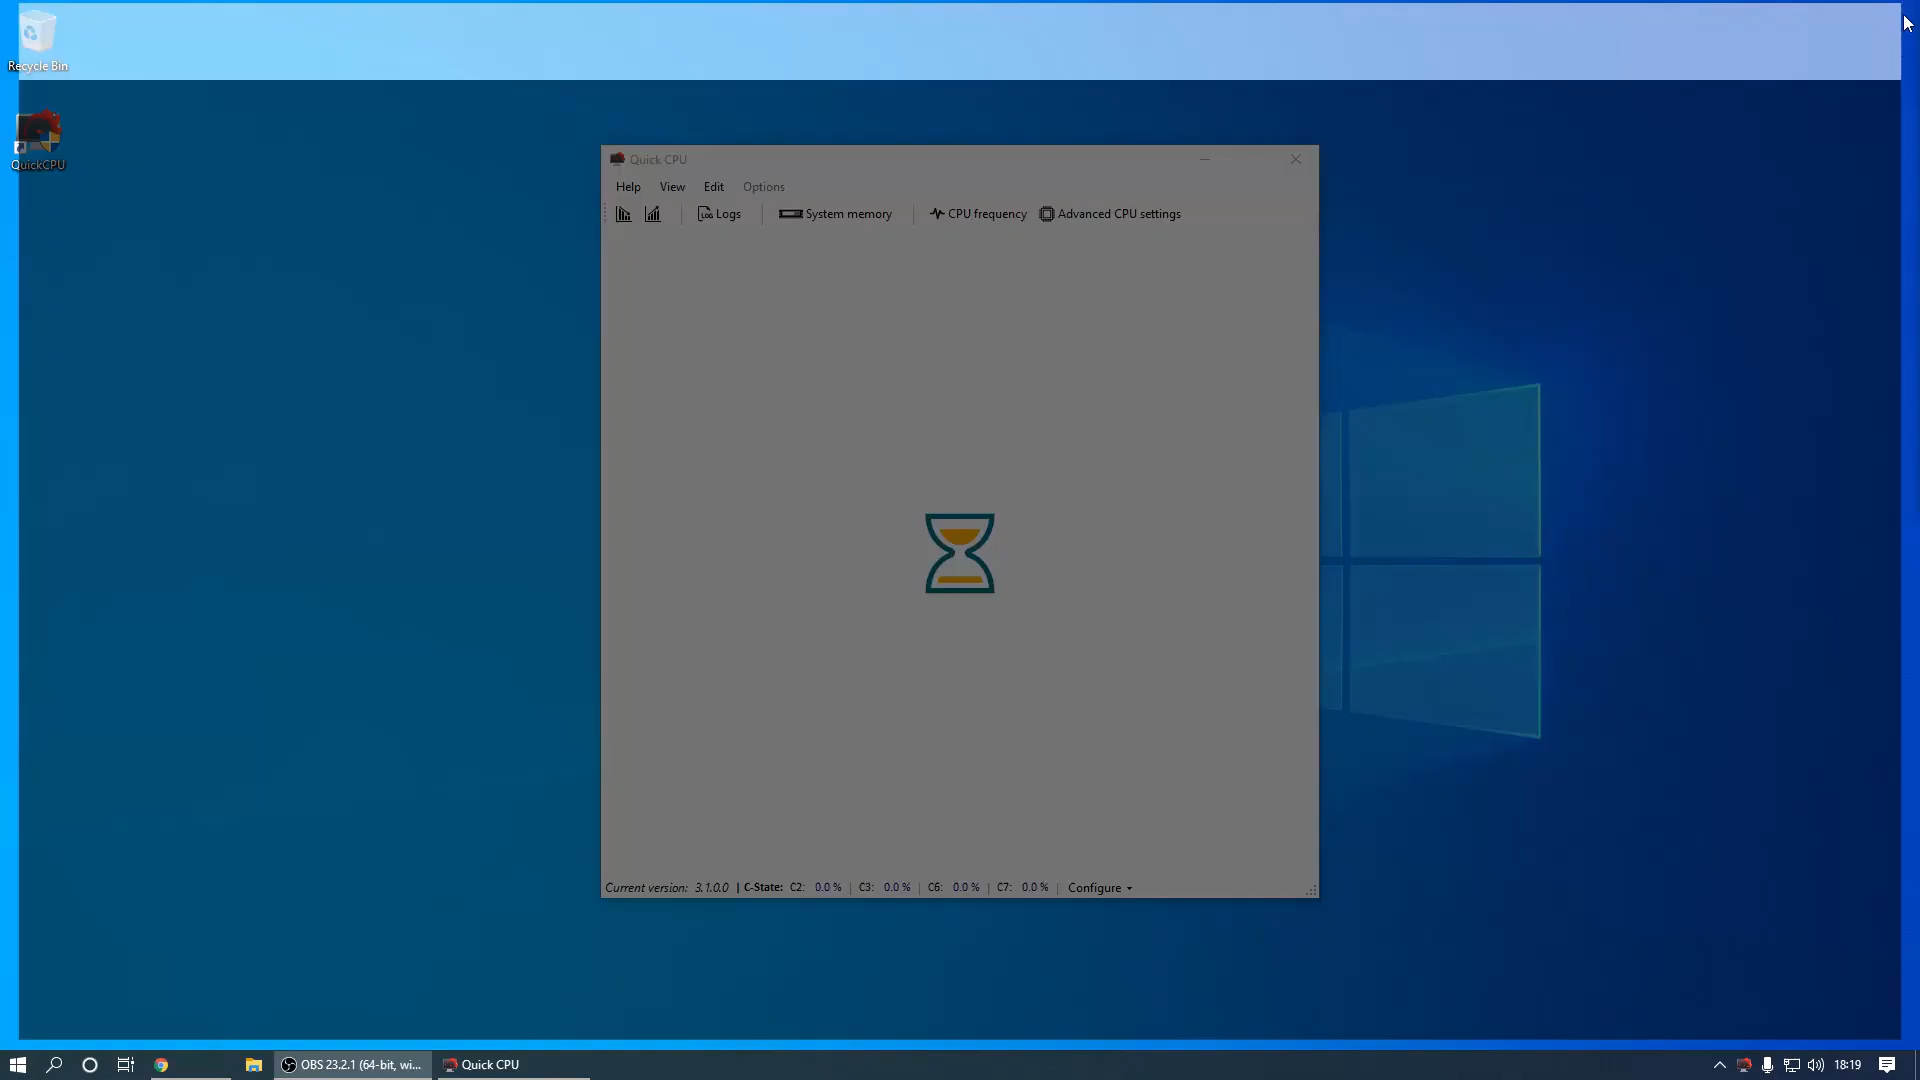 Recycle Bin
QuickCPU
Quick CPU
Help View Edit Options
Logs System memory CPU frequency Advanced CPU settings
Current version: 3.1.0.0 | C-State: C2: 0.0 % | C3: 0.0 % | C6: 0.0 % | C7: 0.0 % | Configure
OBS 23.2.1 (64-bit, wi... Quick CPU 18:19